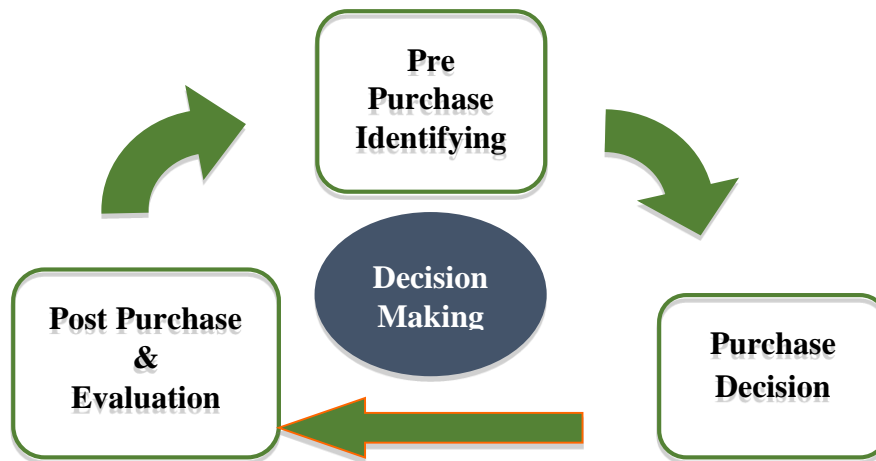 Pre
Purchase
Identifying
Decision
Making
Post Purchase
&
Evaluation
Purchase
Decision